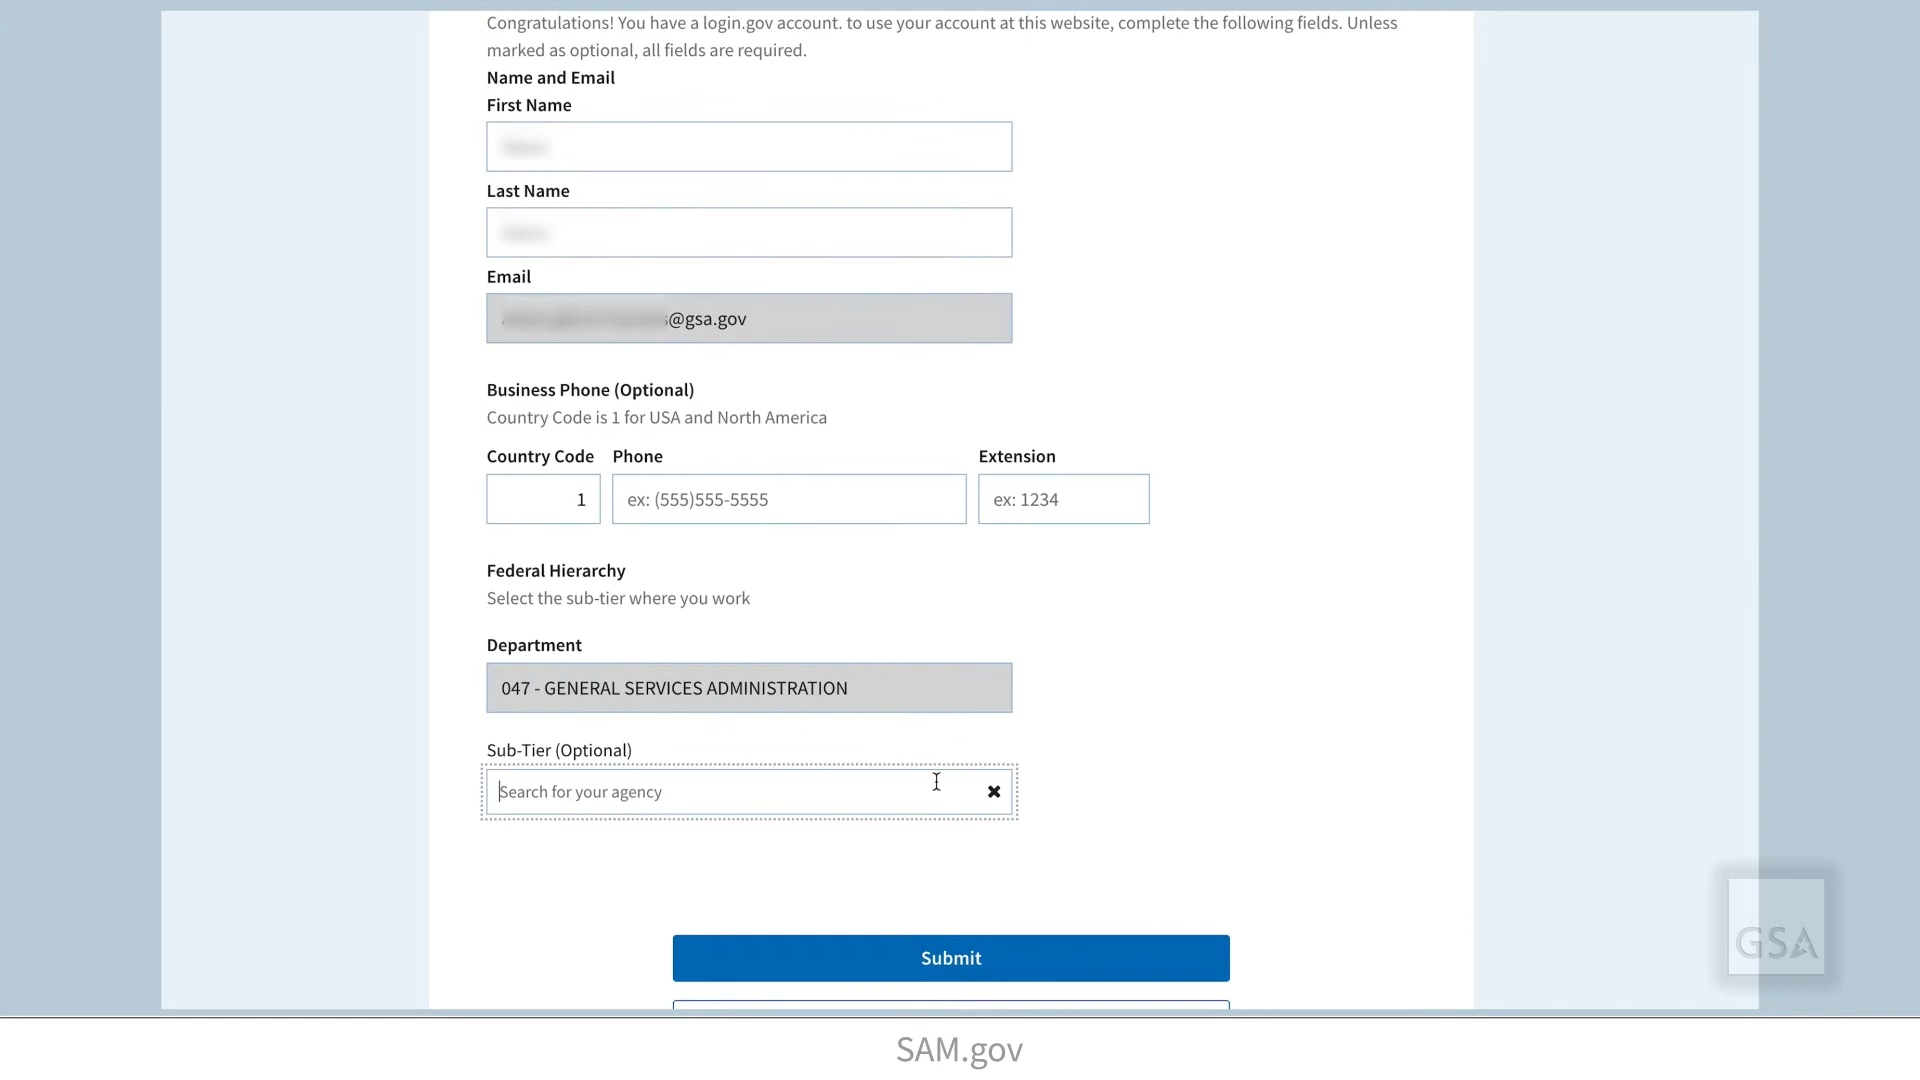 Congratulations! You have a login.gov account. to use your account at this website, complete the following fields. Unless
marked as optional, all fields are required.
Name and Email
First Name
Last Name
Email
@gsa.gov
Business Phone (Optional)
Country Code is 1 for USA and North America
Country Code Phone Extension
1 ex: (555)555-5555 ex: 1234
Federal Hierarchy
Select the sub-tier where you work
Department
047 - GENERAL SERVICES ADMINISTRATION
Sub-Tier (Optional)
Search for your agency
Submit
GSA
SAM.gov